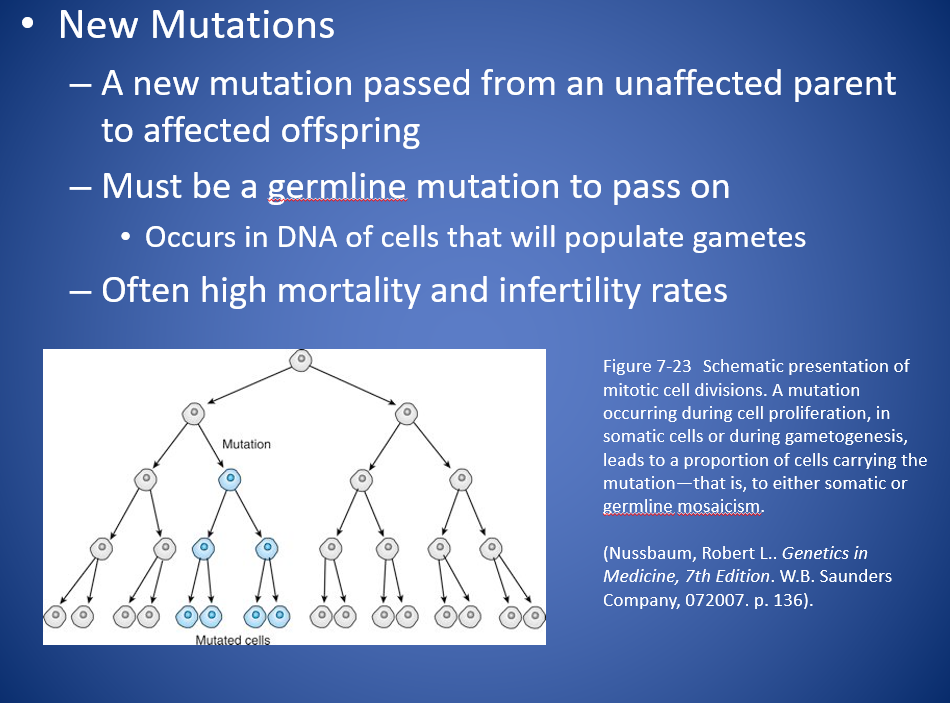 • New Mutations
– A new mutation passed from an unaffected parent
to affected offspring
– Must be a germline mutation to pass on
• Occurs in DNA of cells that will populate gametes
– Often high mortality and infertility rates
Mutation
Mutated cells
Figure 7-23 Schematic presentation of
mitotic cell divisions. A mutation
occurring during cell proliferation, in
somatic cells or during gametogenesis,
leads to a proportion of cells carrying the
mutation—that is, to either somatic or
germline mosaicism.
(Nussbaum, Robert L.. Genetics in
Medicine, 7th Edition. W.B. Saunders
Company, 072007. p. 136).